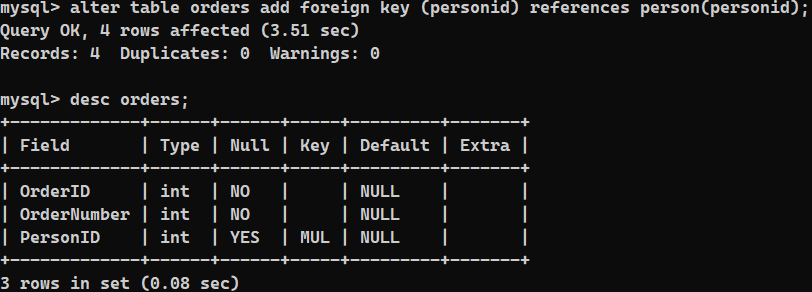 mysql> alter table orders add foreign key (personid) references person(personid);
Query OK, 4 rows affected (3.51 sec)
Records: 4  Duplicates: 0  Warnings: 0

mysql> desc orders;
+-------------+------+------+-----+---------+-------+
| Field       | Type | Null | Key | Default | Extra |
+-------------+------+------+-----+---------+-------+
| OrderID     | int  | NO   |     | NULL    |       |
| OrderNumber | int  | NO   |     | NULL    |       |
| PersonID    | int  | YES  | MUL | NULL    |       |
+-------------+------+------+-----+---------+-------+
3 rows in set (0.08 sec)